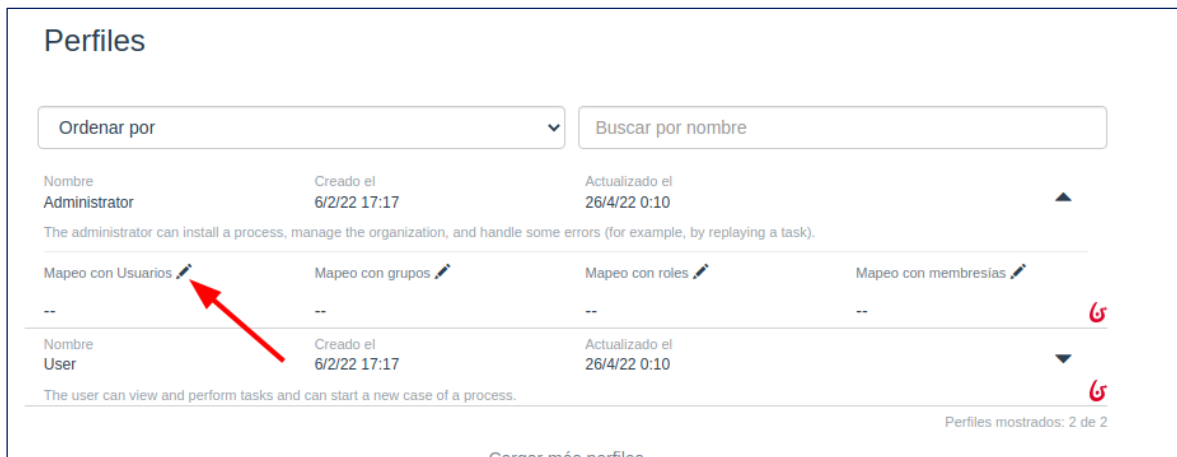 Perfiles
Ordenar por Buscar por nombre
Nombre Creado el Actualizado el
Administrator 6/2/22 17:17 26/4/22 0:10
The administrator can install a process, manage the organization, and handle some errors (for example, by replaying a task).
Mapeo con Usuarios Mapeo con grupos Mapeo con roles Mapeo con membresías
-- -- -- --
Nombre Creado el Actualizado el
User 6/2/22 17:17 26/4/22 0:10
The user can view and perform tasks and can start a new case of a process.
Perfiles mostrados: 2 de 2
Cargar más perfiles